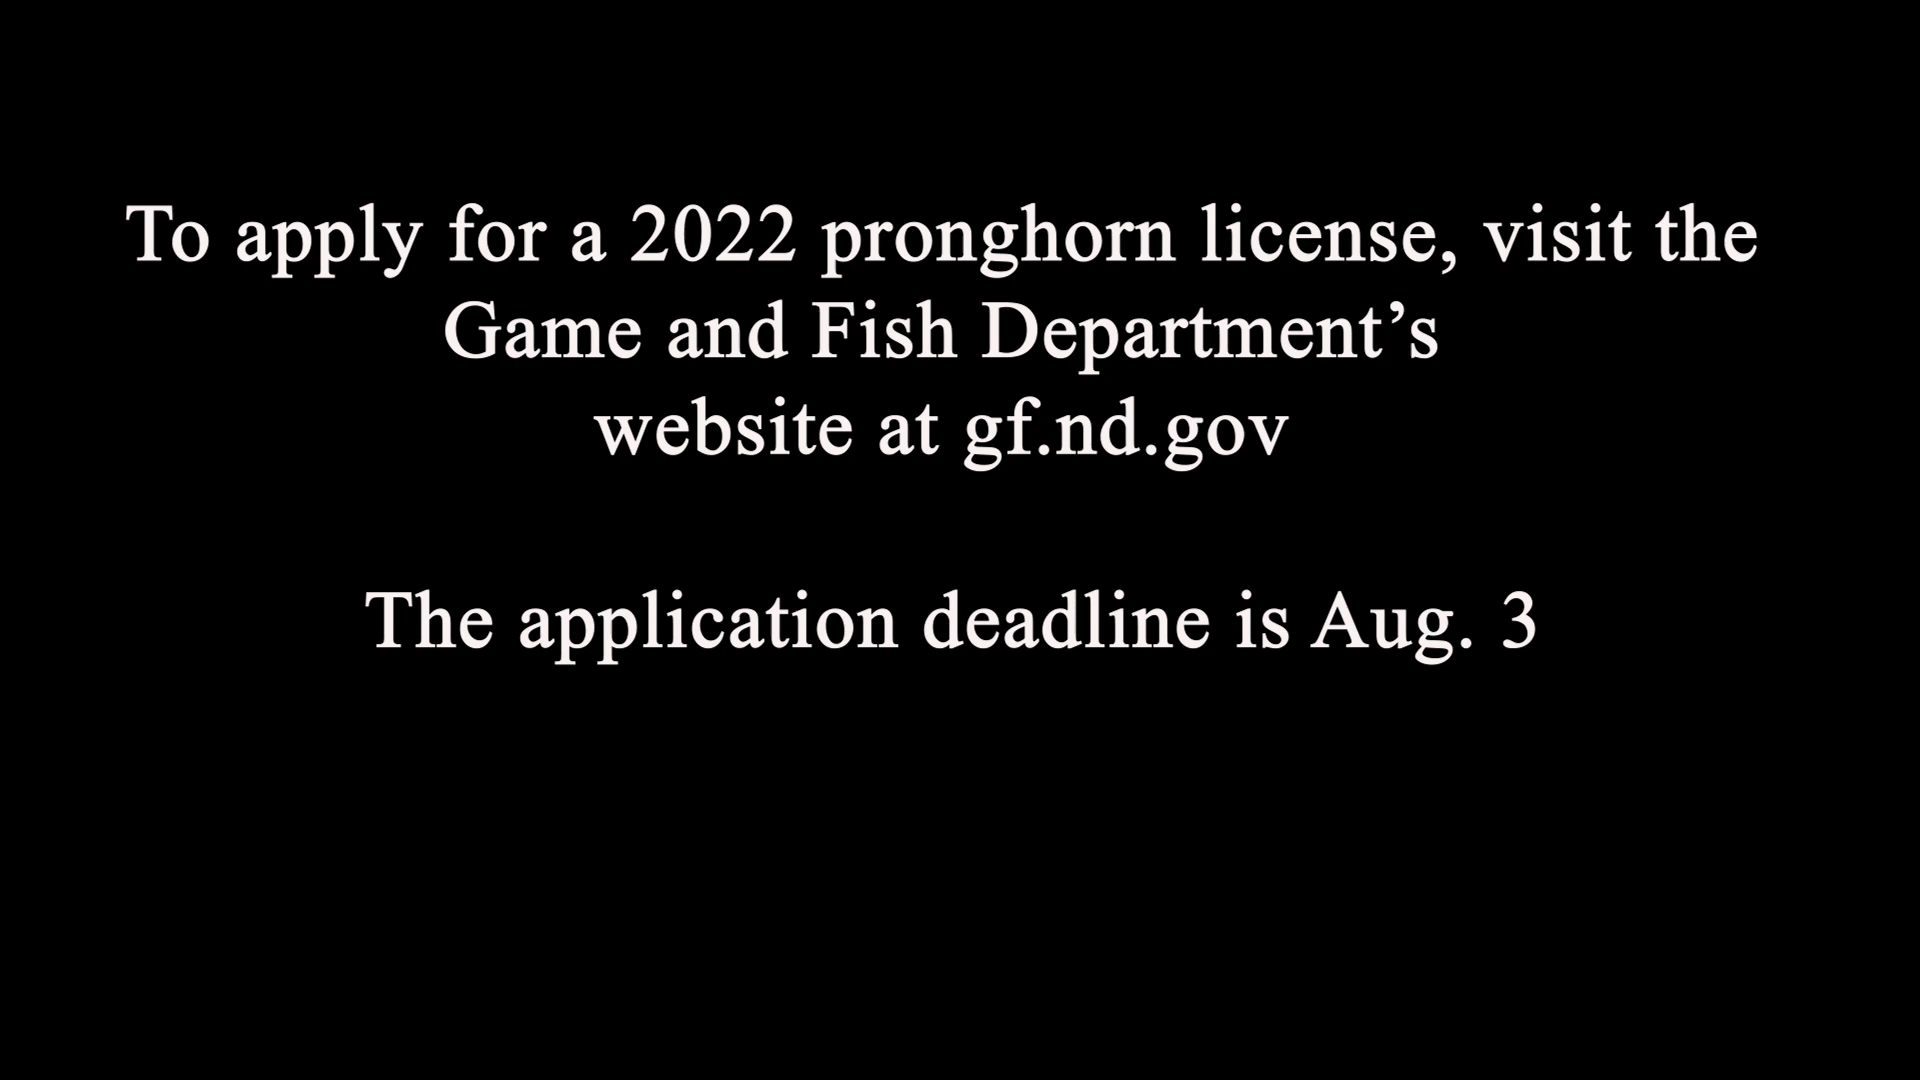 To apply for a 2022 pronghorn license, visit the
Game and Fish Department’s
website at gf.nd.gov
The application deadline is Aug. 3